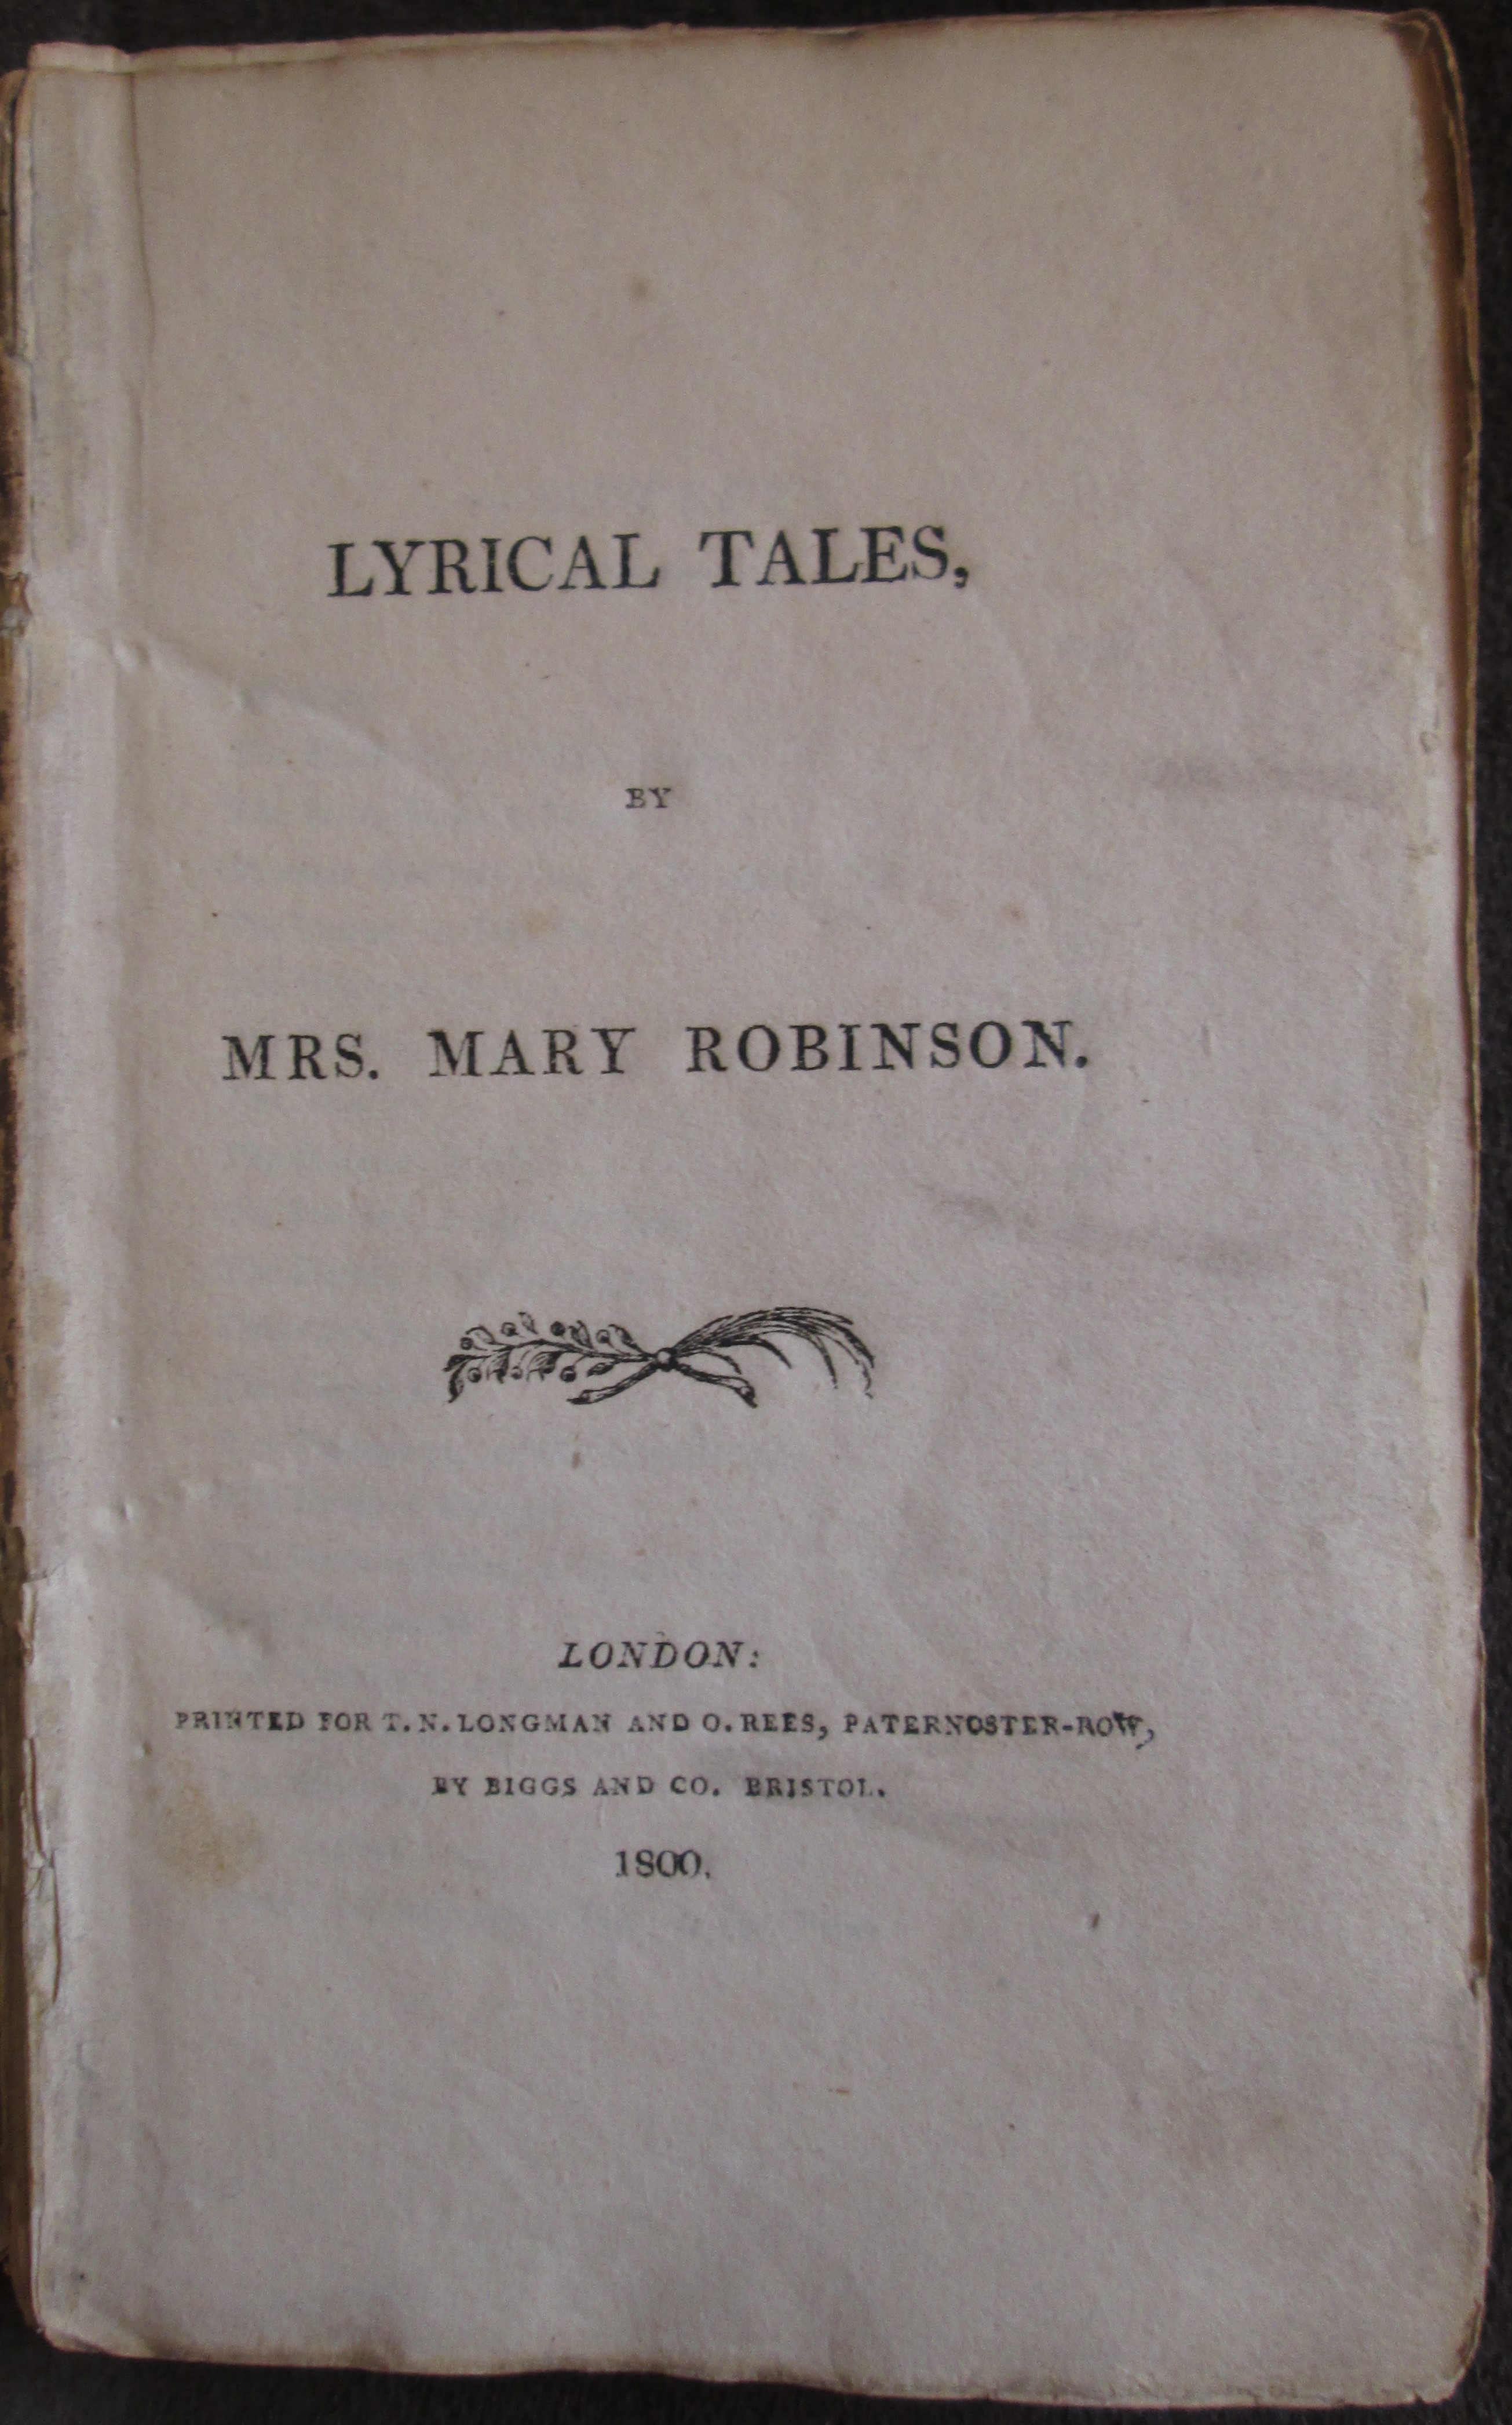 LYRICAL TALES,
BY
MRS. MARY ROBINSON.
LONDON:
PRINTED FOR T. N. LONGMAN AND O. REES, PATERNOSTER-ROW,
BY BIGGS AND CO. BRISTOL.
1800.